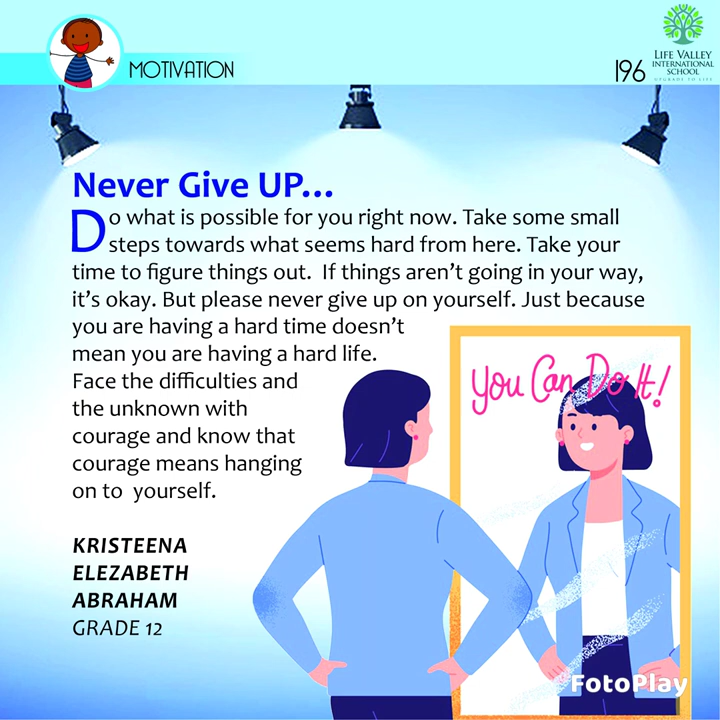 MOTIVATION
196
LIFE VALLEY
INTERNATIONAL
SCHOOL
UPGRADE TO LIFE
Never Give UP...
Do what is possible for you right now. Take some small
steps towards what seems hard from here. Take your
time to figure things out.  If things aren't going in your way,
it's okay. But please never give up on yourself. Just because
you are having a hard time doesn't
mean you are having a hard life.
Face the difficulties and
the unknown with
courage and know that
courage means hanging
on to  yourself.
You Can Do It!
KRISTEENA
ELEZABETH
ABRAHAM
GRADE 12
FotoPlay